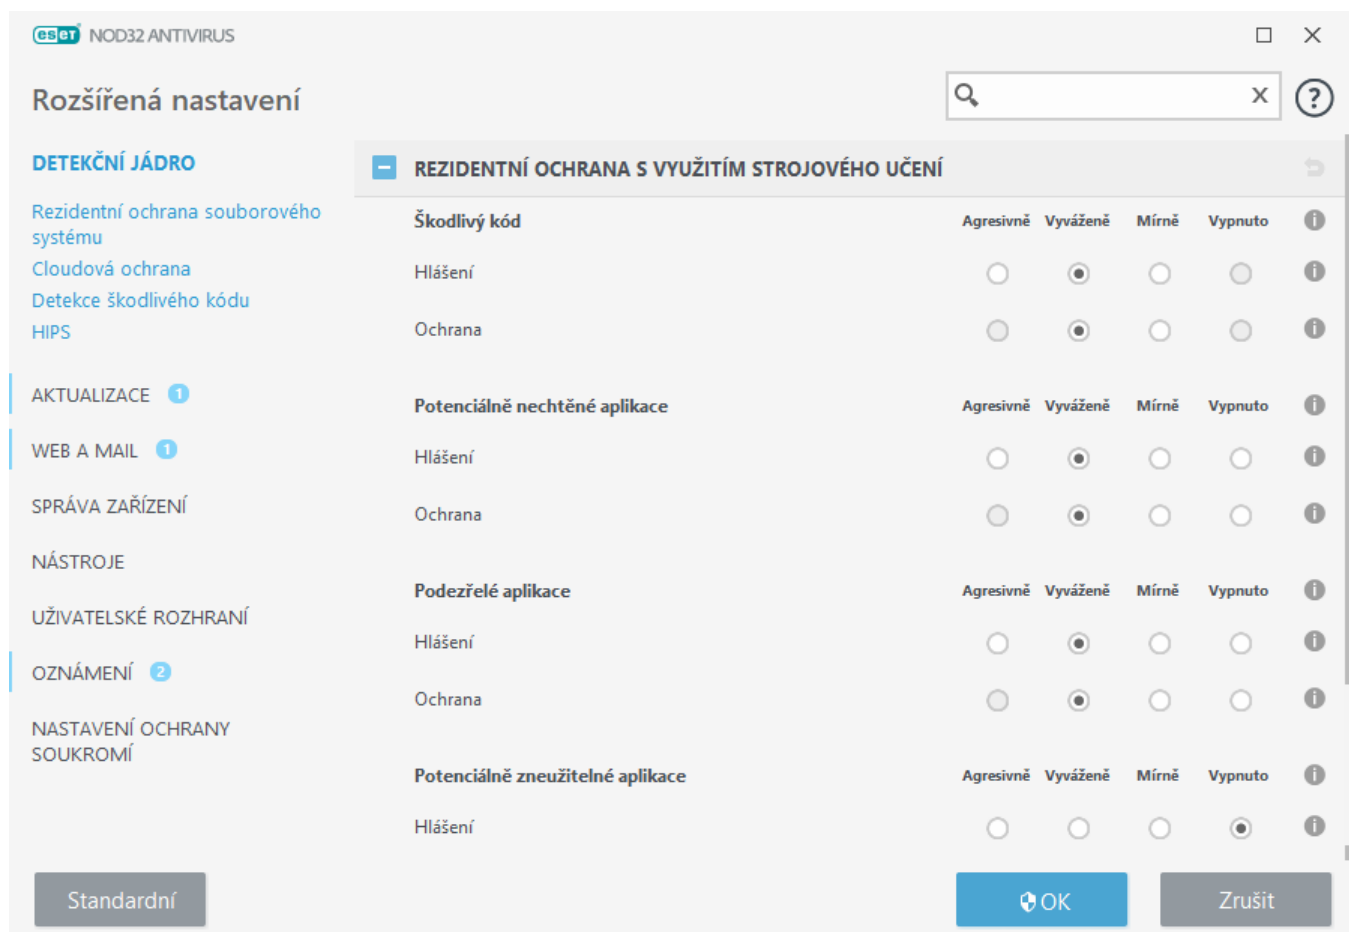 eset NOD32 ANTIVIRUS
Rozšířená nastavení
x
?
DETEKČNÍ JÁDRO
Rezidentní ochrana souborového
systému
Cloudová ochrana
Detekce škodlivého kódu
HIPS
AKTUALIZACE 1
WEB A MAIL 1
SPRÁVA ZAŘÍZENÍ
NÁSTROJE
UŽIVATELSKÉ ROZHRANÍ
OZNÁMENÍ 2
NASTAVENÍ OCHRANY
SOUKROMÍ
REZIDENTNÍ OCHRANA S VYUŽITÍM STROJOVÉHO UČENÍ
Škodlivý kód Agresivně Vyváženě Mírně Vypnuto i
Hlášení i
Ochrana i
Potenciálně nechtěné aplikace Agresivně Vyváženě Mírně Vypnuto i
Hlášení i
Ochrana i
Podezřelé aplikace Agresivně Vyváženě Mírně Vypnuto i
Hlášení i
Ochrana i
Potenciálně zneužitelné aplikace Agresivně Vyváženě Mírně Vypnuto i
Hlášení i
Standardní OK Zrušit